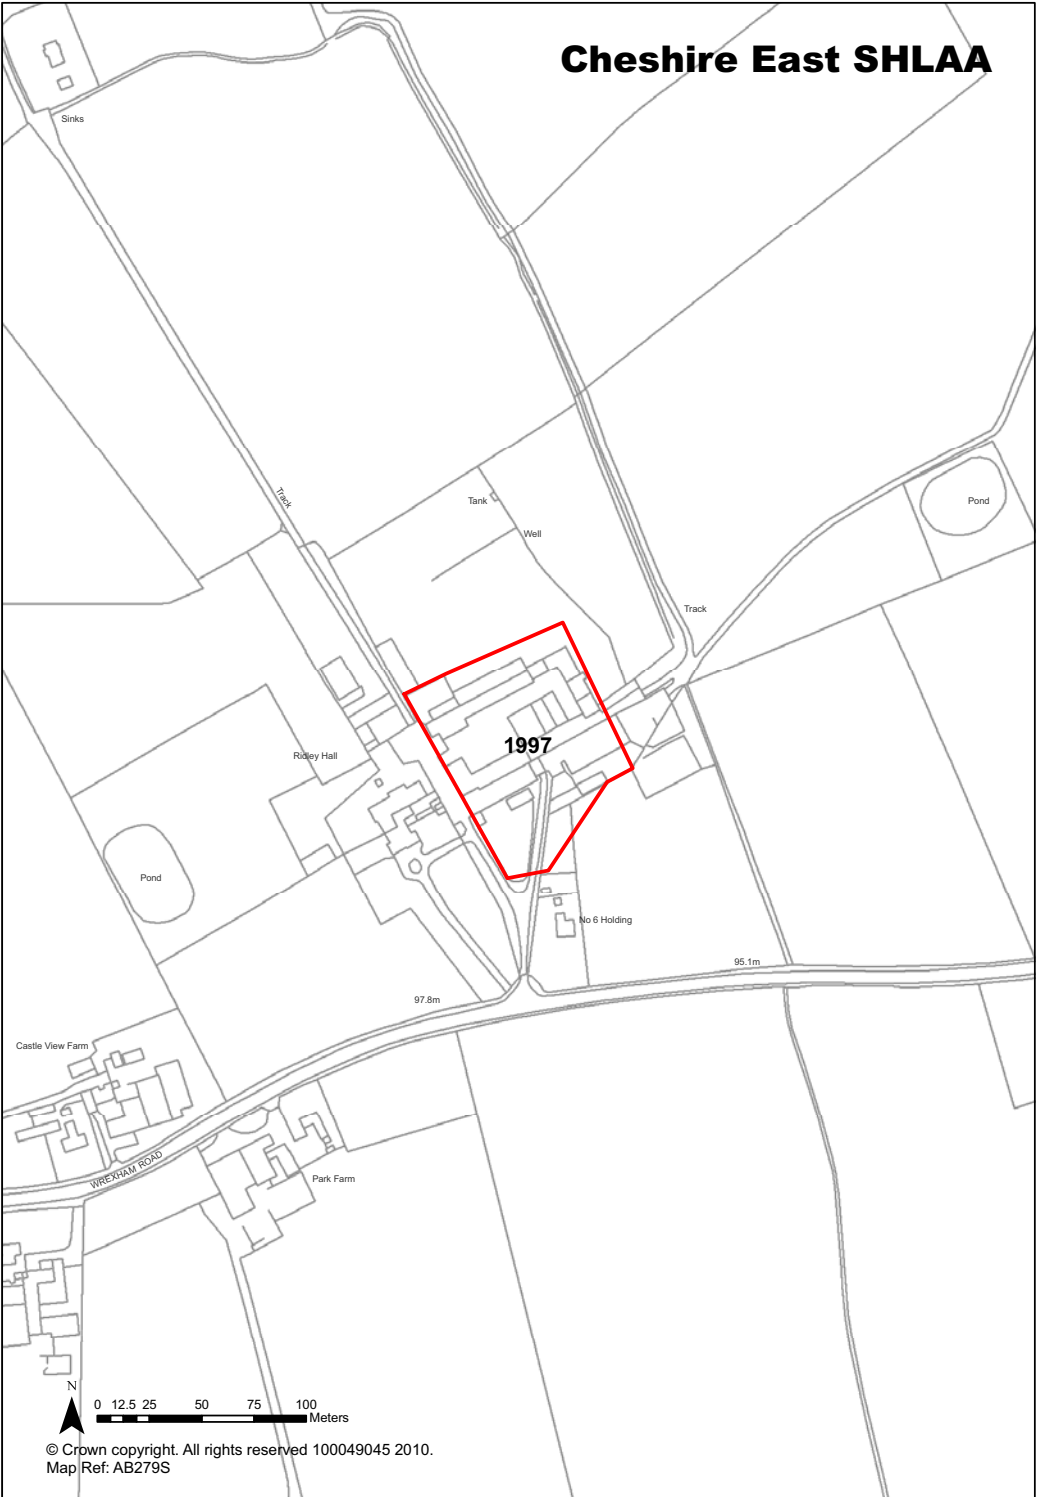 Cheshire East SHLAA
Sinks
Track
Tank
Pond
Well
Track
1997
Ridley Hall
Pond
No 6 Holding
95.1m
97.8m
Castle View Farm
WREXHAM ROAD
Park Farm
N
0 12.5 25 50 75 100
Meters
© Crown copyright. All rights reserved 100049045 2010.
Map Ref: AB279S